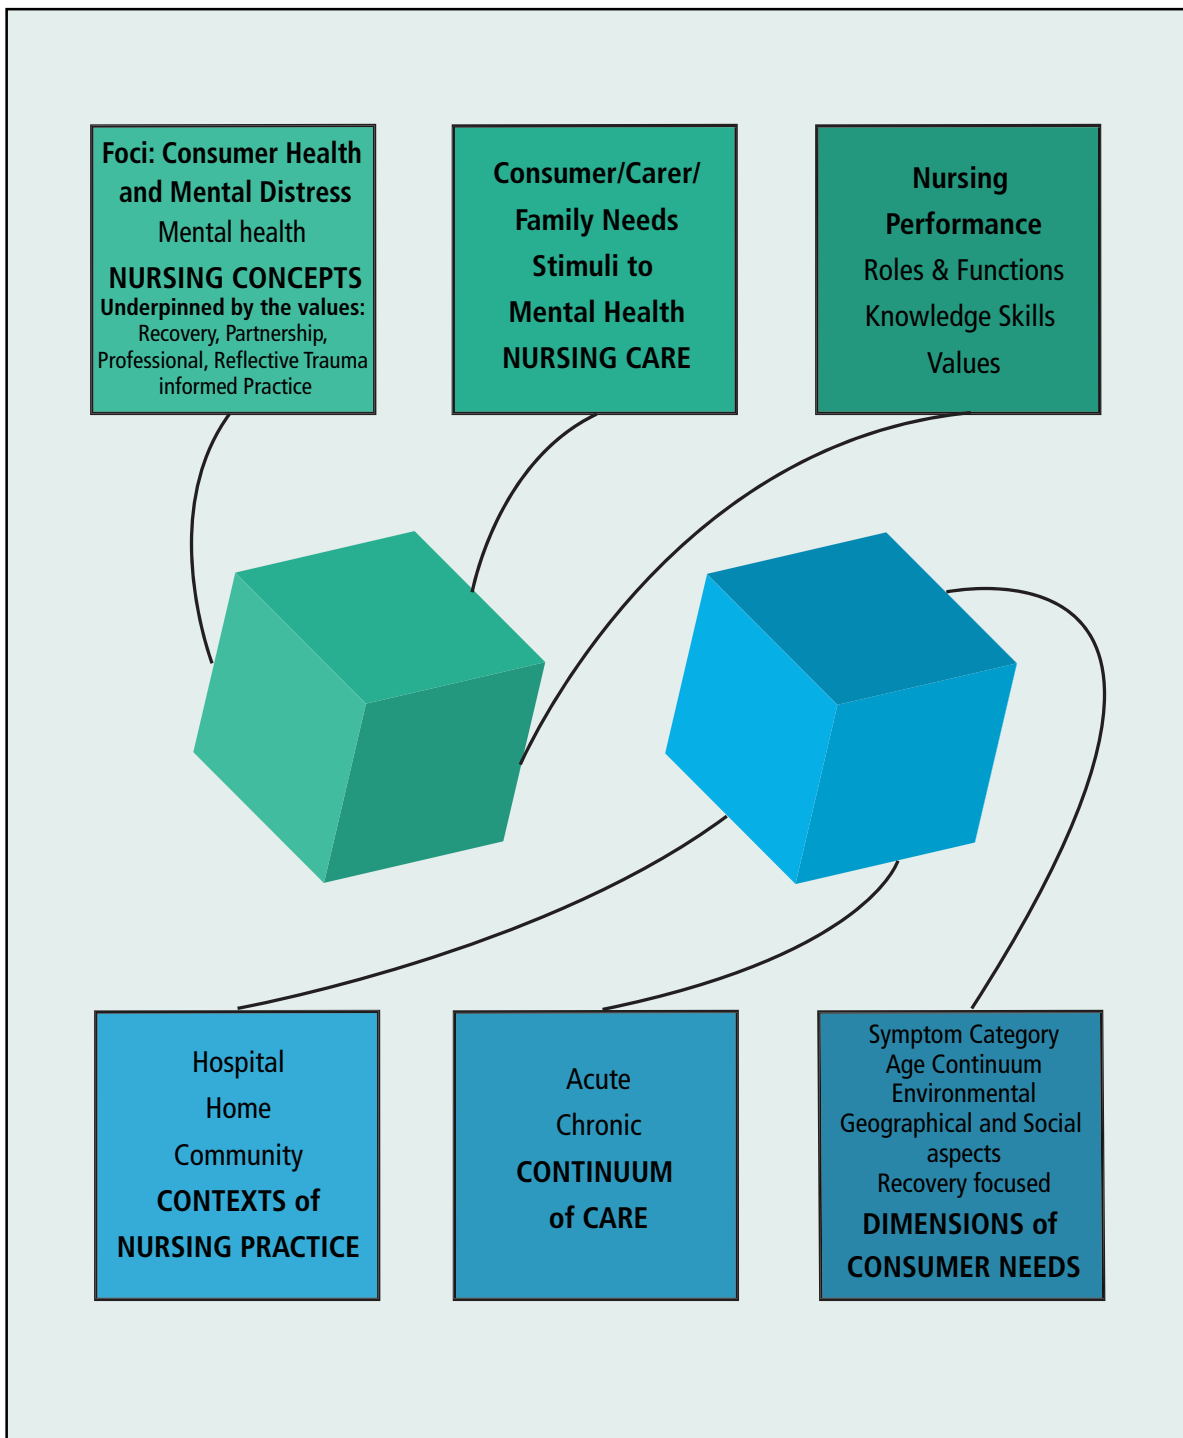 Foci: Consumer Health
and Mental Distress
Mental health
NURSING CONCEPTS
Underpinned by the values:
Recovery, Partnership,
Professional, Reflective Trauma
informed Practice
Consumer/Carer/
Family Needs
Stimuli to
Mental Health
NURSING CARE
Nursing
Performance
Roles & Functions
Knowledge Skills
Values
Hospital
Home
Community
CONTEXTS of
NURSING PRACTICE
Acute
Chronic
CONTINUUM
of CARE
Symptom Category
Age Continuum
Environmental
Geographical and Social
aspects
Recovery focused
DIMENSIONS of
CONSUMER NEEDS